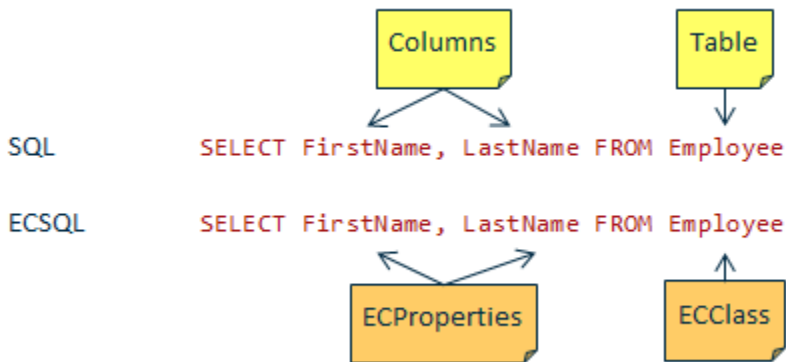 Columns Table
SQL SELECT FirstName, LastName FROM Employee
ECSQL SELECT FirstName, LastName FROM Employee
ECProperties ECClass